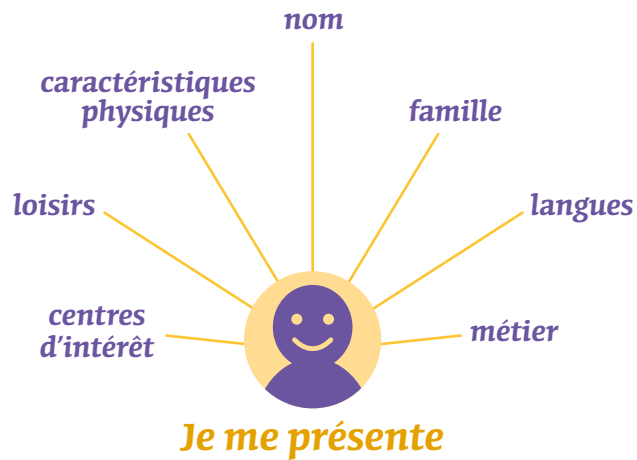 nom
caractéristiques
physiques
famille
loisirs
langues
centres
d'intérêt
métier
Je me présente